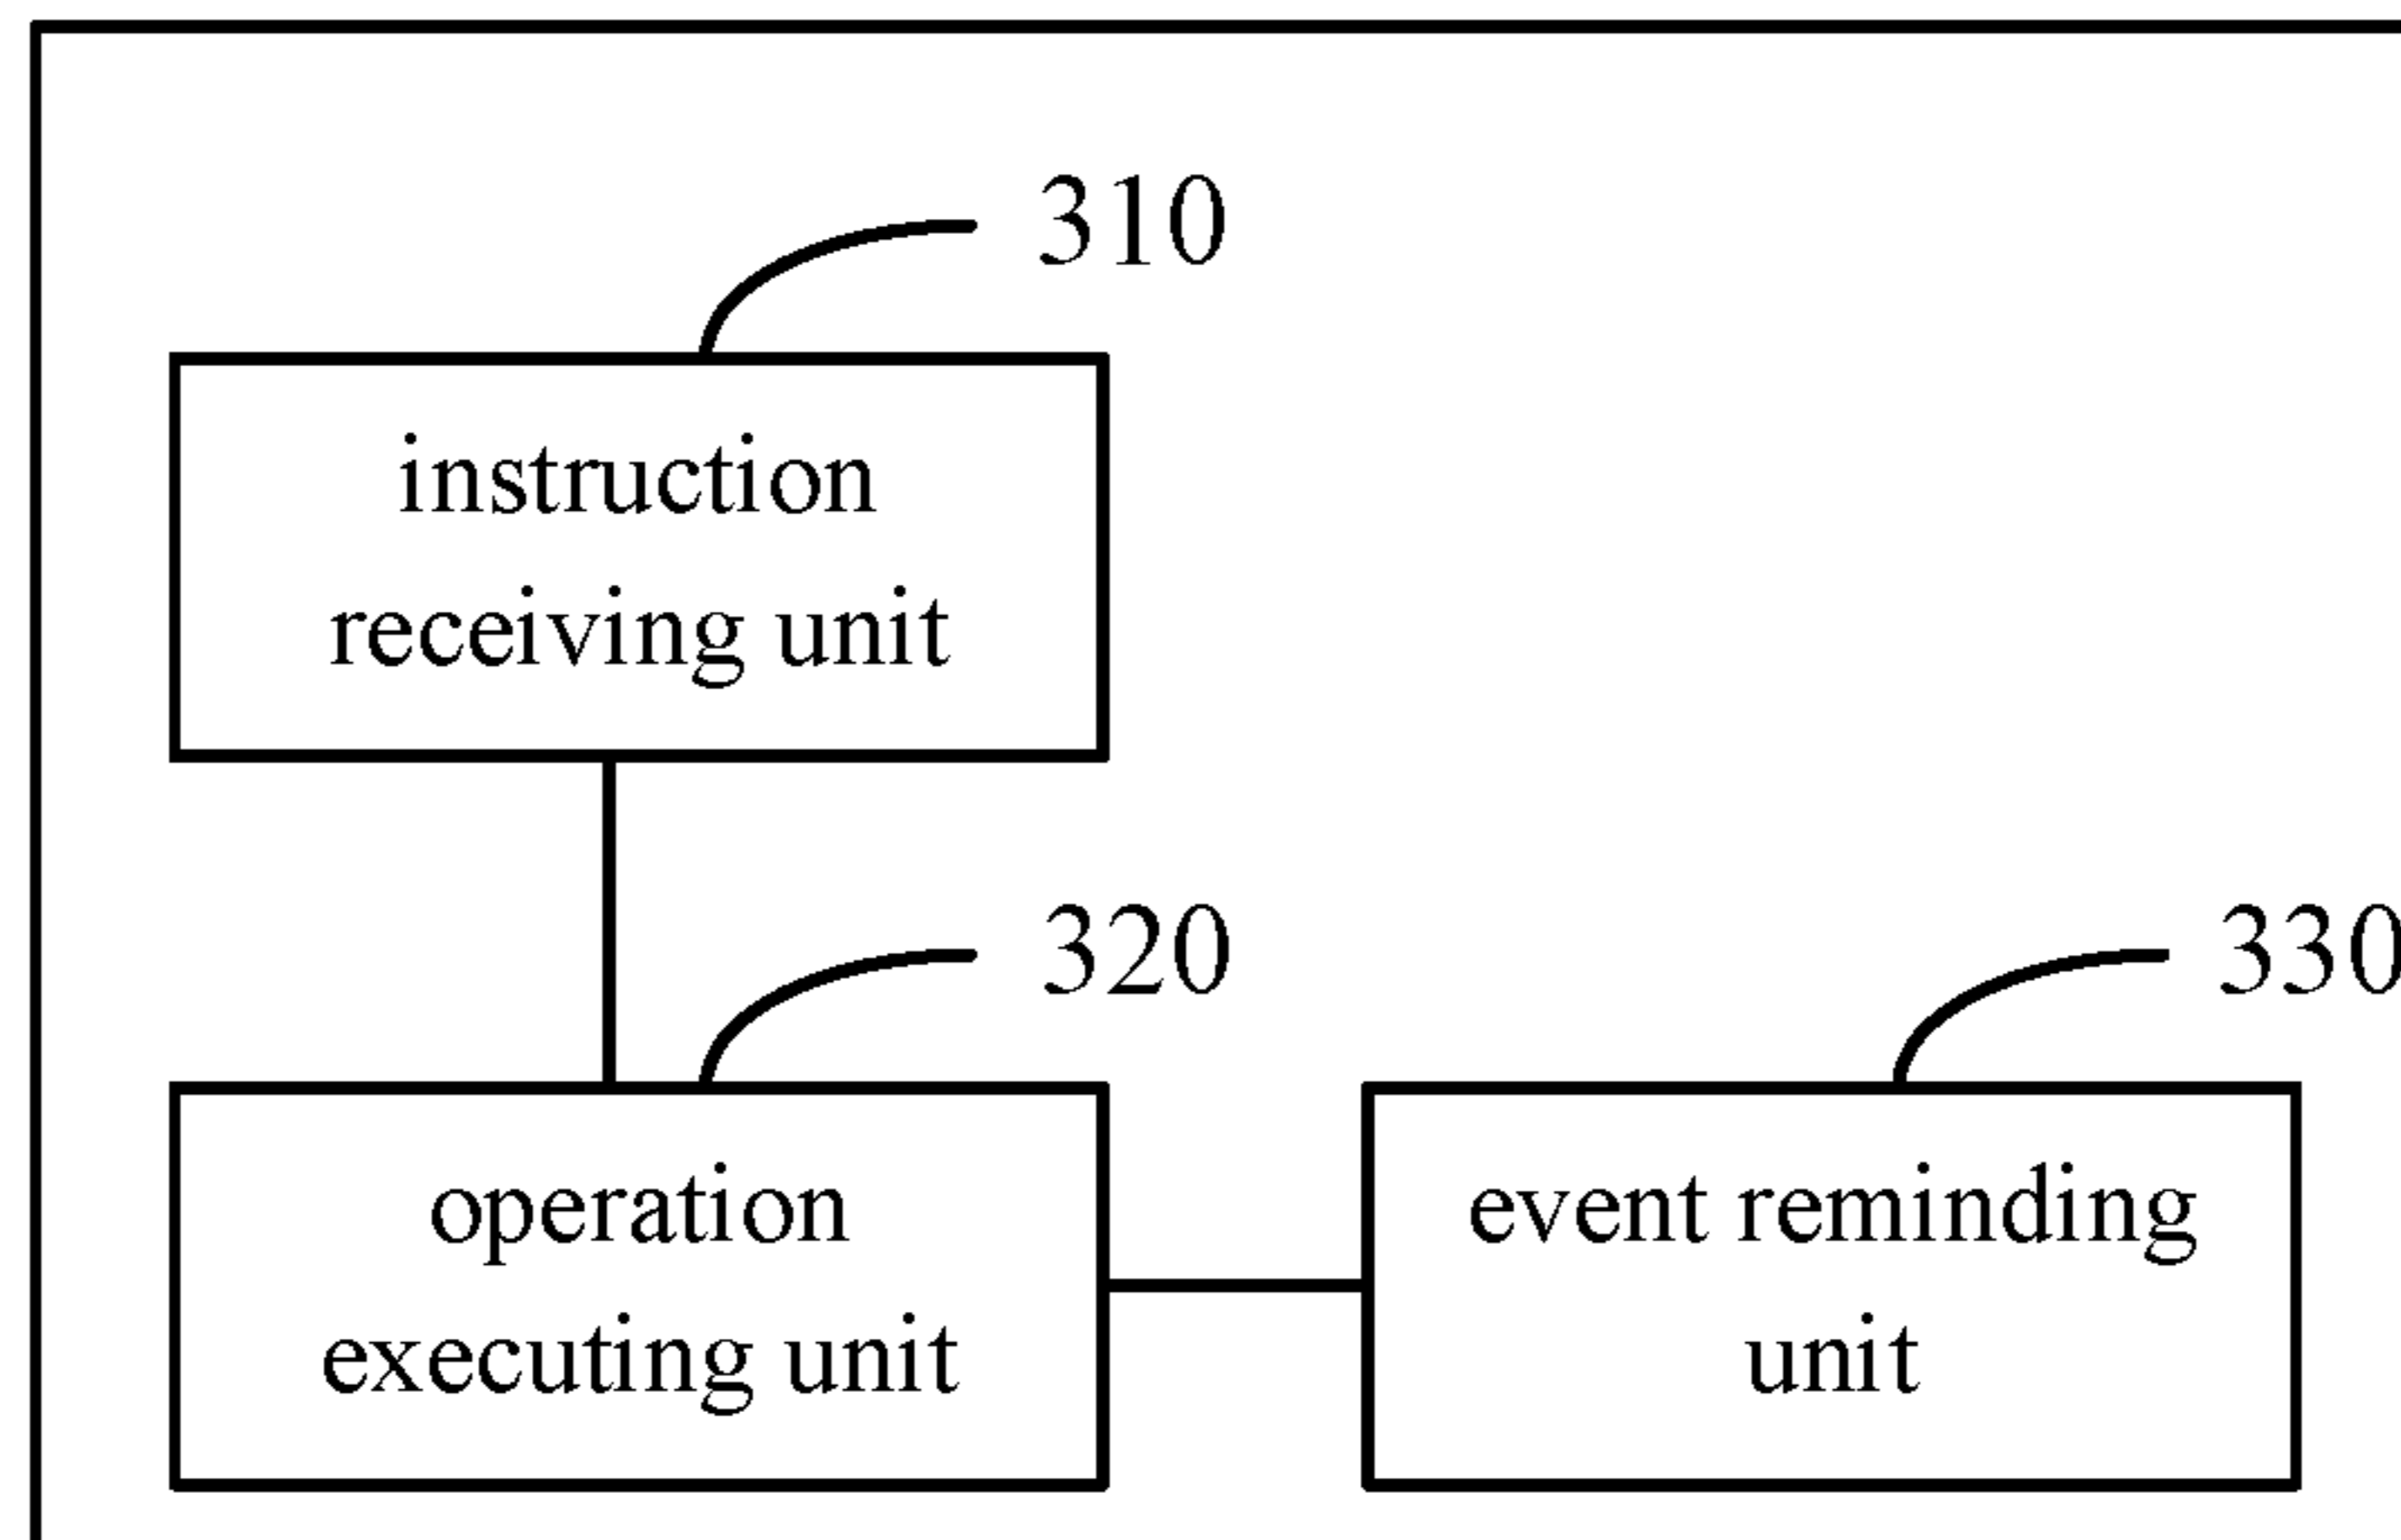 310
instruction
receiving unit
320
330
operation
executing unit
event reminding
unit